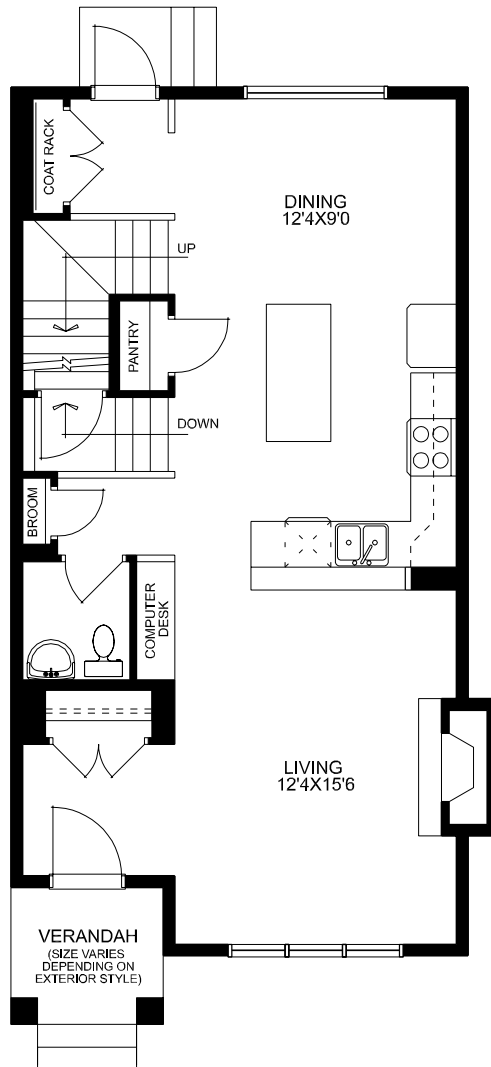 COAT RACK
DINING
12'4X9'0
UP
PANTRY
DOWN
BROOM
COMPUTER
DESK
LIVING
12'4X15'6
VERANDAH
(SIZE VARIES
DEPENDING ON
EXTERIOR STYLE)